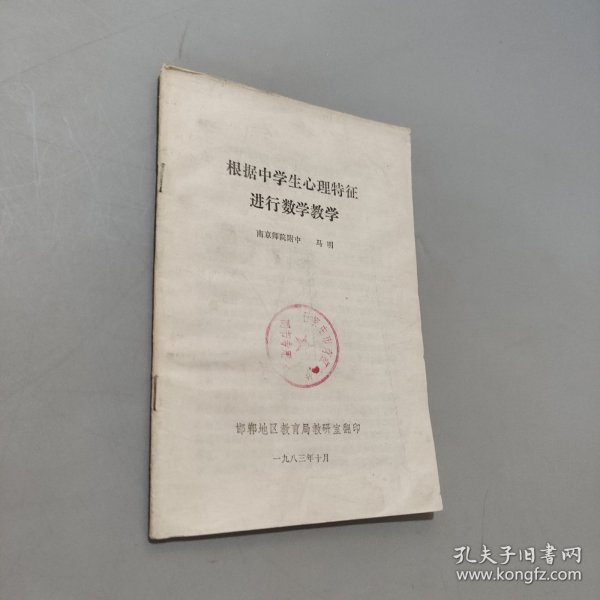 根据中学生心理特征
进行数学教学
南京师院附中 马明
邯郸地区教育局教研室翻印
一九八三年十月
孔夫子旧書网
www.kongfz.com